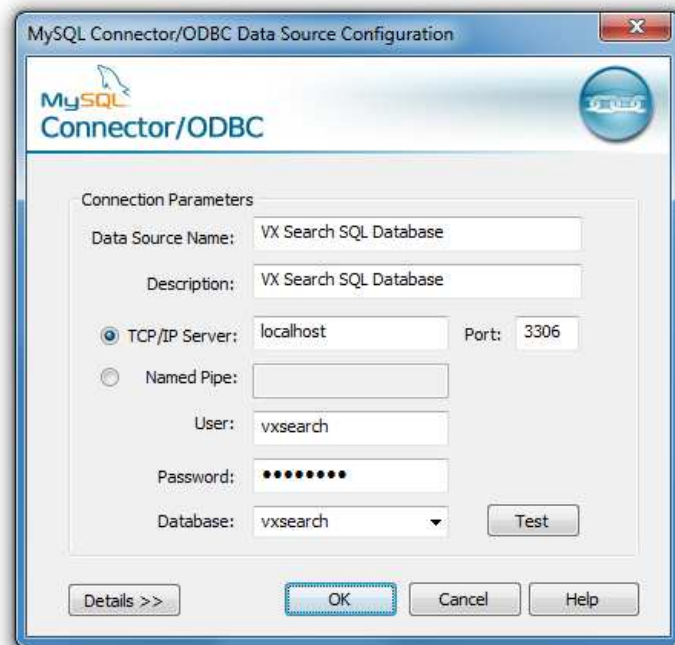 MySQL Connector/ODBC Data Source Configuration
MySQL
Connector/ODBC
Connection Parameters
Data Source Name: VX Search SQL Database
Description: VX Search SQL Database
TCP/IP Server: localhost Port: 3306
Named Pipe:
User: vxsearch
Password: ••••••••
Database: vxsearch Test
Details >> OK Cancel Help